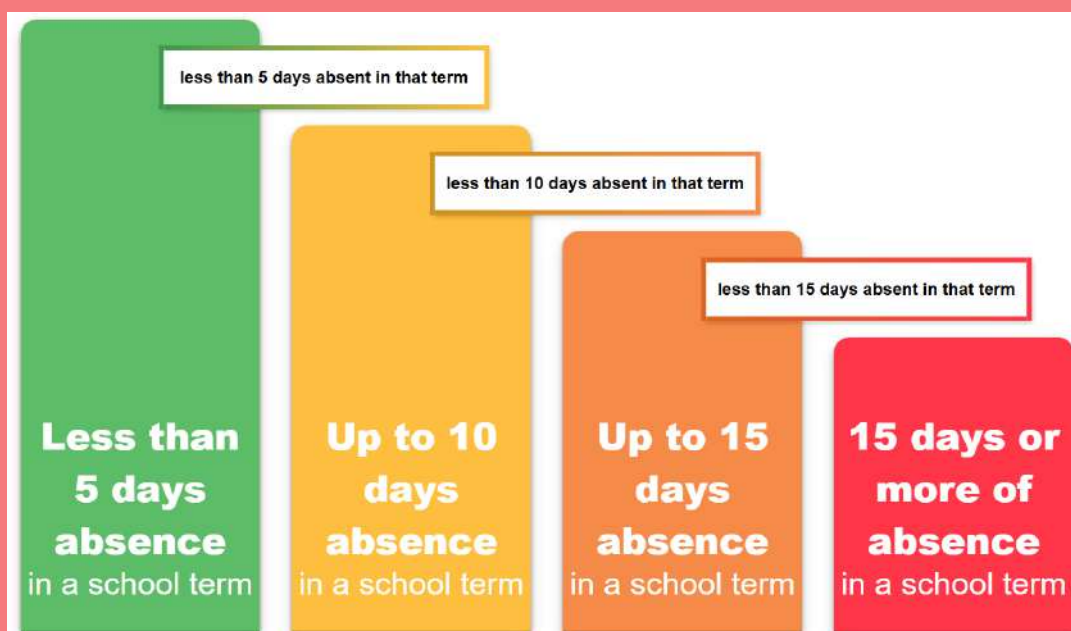 less than 5 days absent in that term
less than 10 days absent in that term
less than 15 days absent in that term
Less than
5 days
absence
in a school term
Up to 10
days
absence
in a school term
Up to 15
days
absence
in a school term
15 days or
more of
absence
in a school term